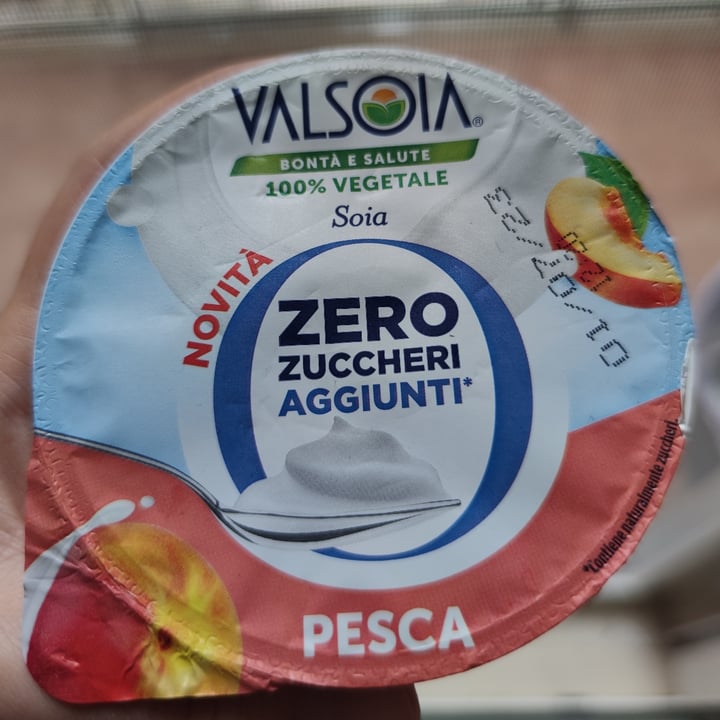 VALSOIA®
BONTÀ E SALUTE
100% VEGETALE
Soia
NOVITÀ
ZERO
ZUCCHERI
AGGIUNTI*
*Contiene naturalmente zuccheri.
PESCA